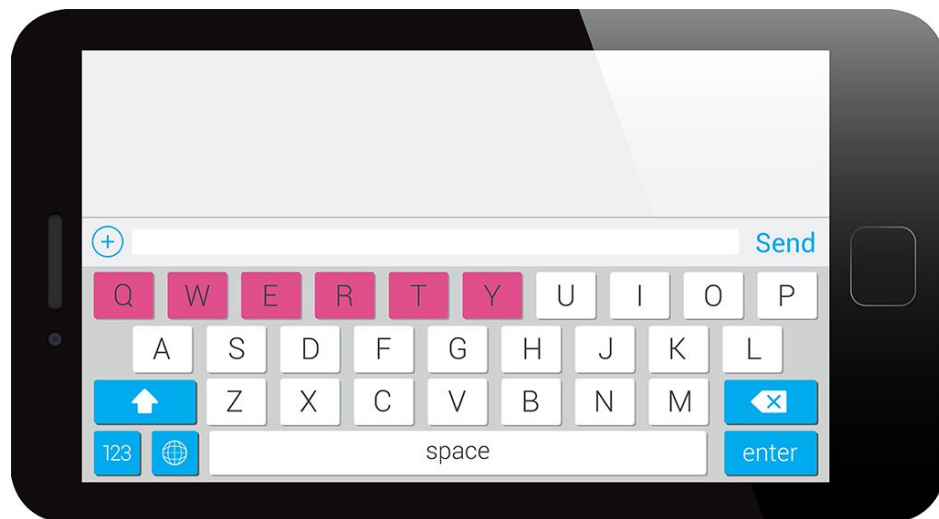 Send
Q W E R T Y U I O P
A S D F G H J K L
Z X C V B N M
123 space enter